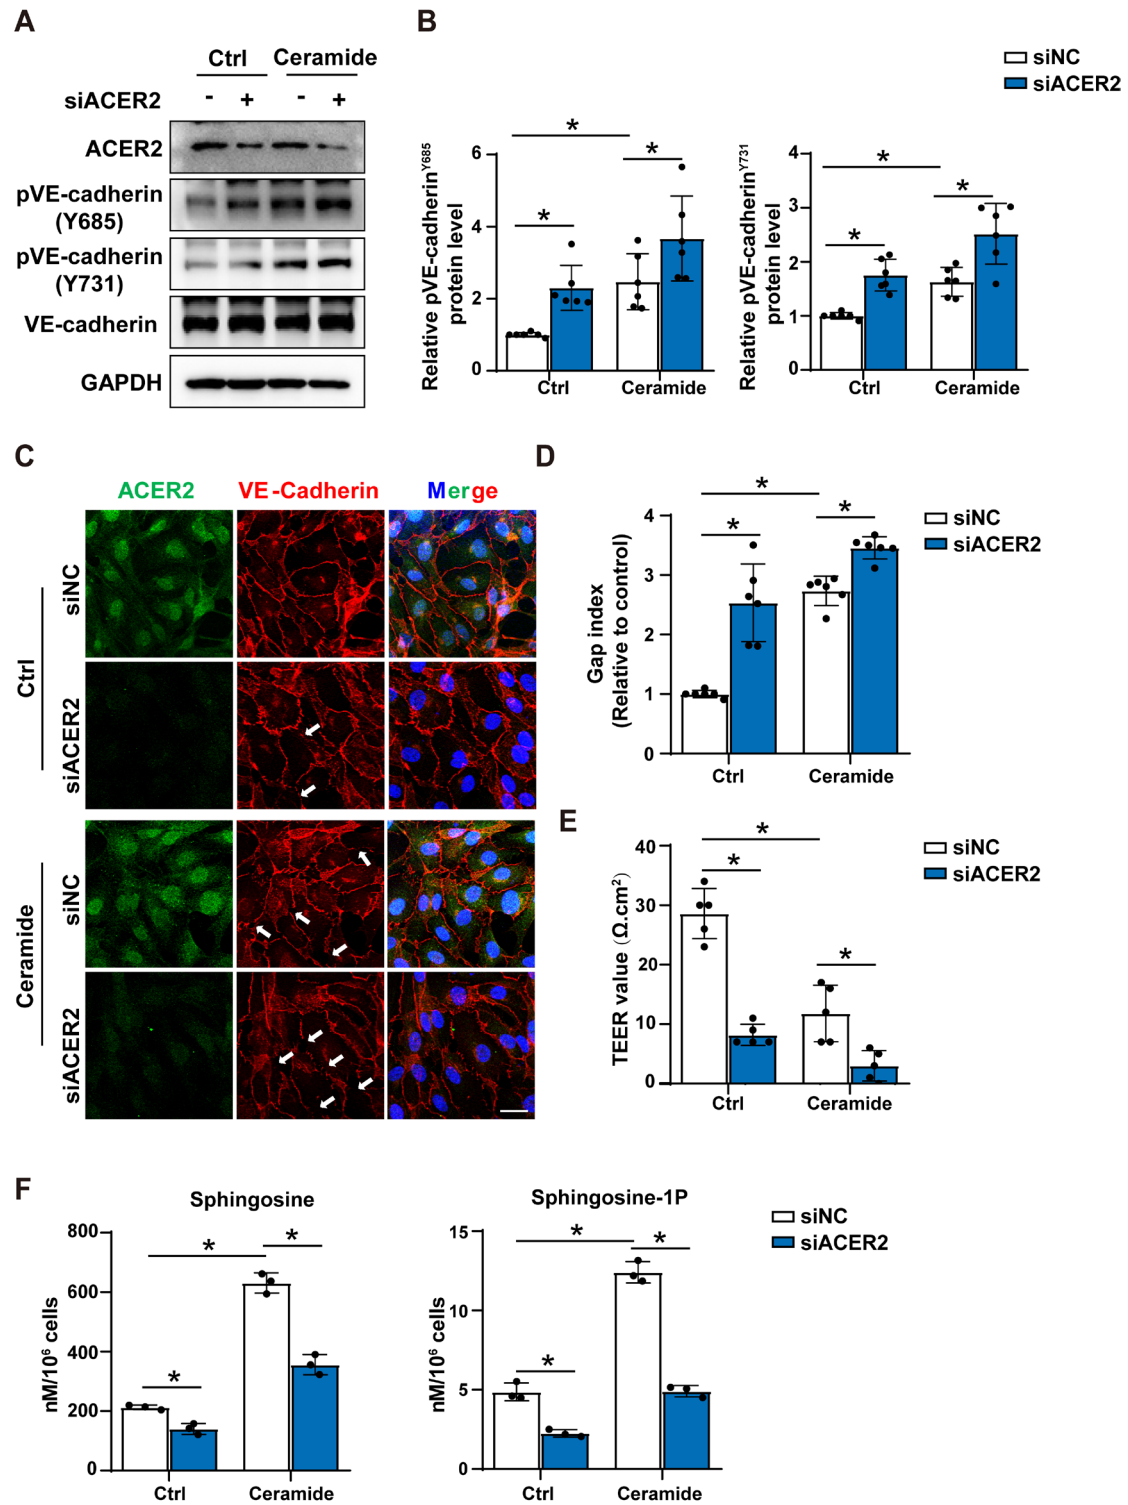 A
Ctrl Ceramide
siACER2 - + - +
ACER2
pVE-cadherin
(Y685)
pVE-cadherin
(Y731)
VE-cadherin
GAPDH
B
siNC
siACER2
Relative pVE-cadherin^Y685
protein level
6
4
2
0
* * *
Ctrl Ceramide
Relative pVE-cadherin^Y731
protein level
4
3
2
1
0
* * *
Ctrl Ceramide
C
ACER2 VE-Cadherin Merge
Ctrl
siNC
siACER2
Ceramide
siNC
siACER2
D
siNC
siACER2
Gap index
(Relative to control)
4
3
2
1
0
* * *
Ctrl Ceramide
E
siNC
siACER2
TEER value (Ω.cm²)
40
30
20
10
0
* * *
Ctrl Ceramide
F
Sphingosine
nM/10⁶ cells
800
600
400
200
0
* * *
Ctrl Ceramide
Sphingosine-1P
nM/10⁶ cells
15
10
5
0
* * *
Ctrl Ceramide
siNC
siACER2